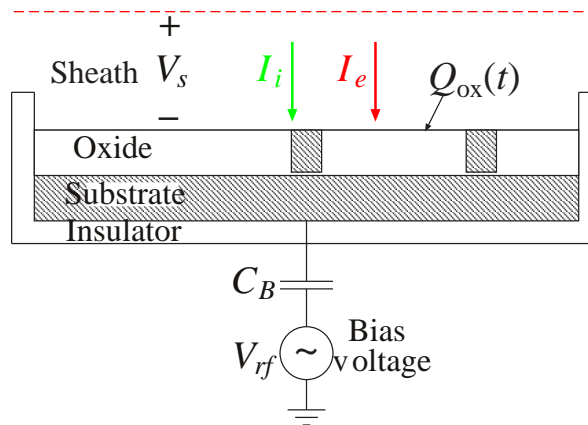 +
Sheath V_s I_i I_e Q_ox(t)
−
Oxide
Substrate
Insulator
C_B
V_rf ~ Bias
voltage